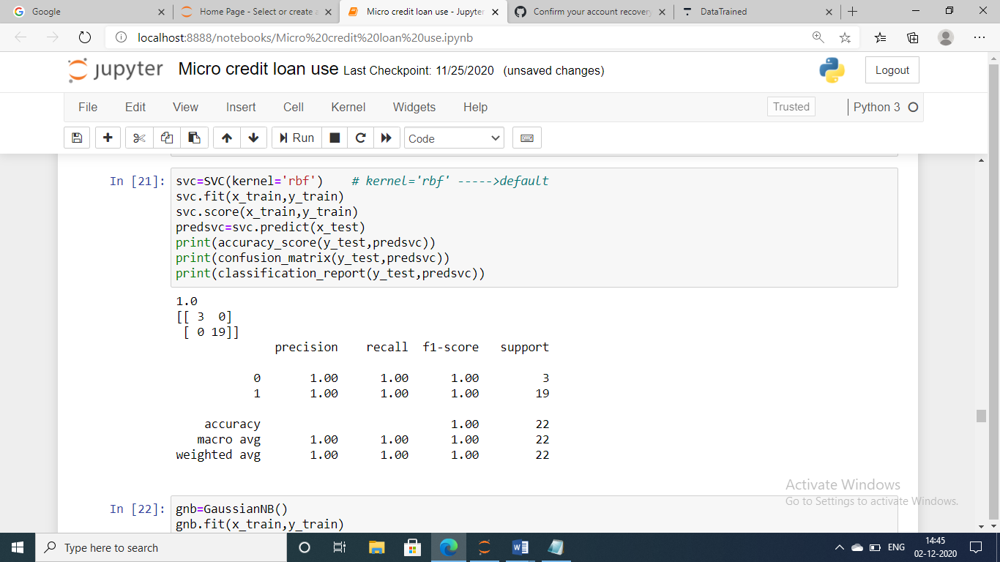 Google
Home Page - Select or create a
Micro credit loan use - Jupyter
Confirm your account recovery
DataTrained
localhost:8888/notebooks/Micro%20credit%20loan%20use.ipynb
jupyter Micro credit loan use Last Checkpoint: 11/25/2020 (unsaved changes)
Logout
File Edit View Insert Cell Kernel Widgets Help
Trusted
Python 3
Run
Code
In [21]:
svc=SVC(kernel='rbf')    # kernel='rbf' ----->default
svc.fit(x_train,y_train)
svc.score(x_train,y_train)
predsvc=svc.predict(x_test)
print(accuracy_score(y_test,predsvc))
print(confusion_matrix(y_test,predsvc))
print(classification_report(y_test,predsvc))
1.0
[[ 3  0]
 [ 0 19]]
precision recall f1-score support
0 1.00 1.00 1.00 3
1 1.00 1.00 1.00 19
accuracy 1.00 22
macro avg 1.00 1.00 1.00 22
weighted avg 1.00 1.00 1.00 22
Activate Windows
Go to Settings to activate Windows.
In [22]:
gnb=GaussianNB()
gnb.fit(x_train,y_train)
Type here to search
ENG
14:45
02-12-2020